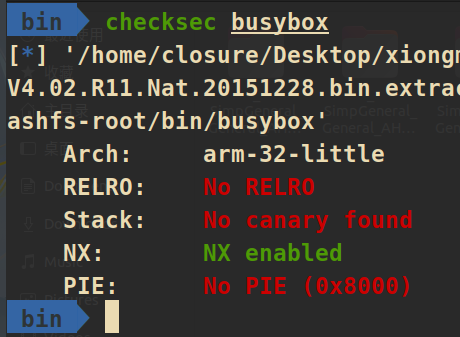 bin checksec busybox
[*] '/home/closure/Desktop/xiongm
V4.02.R11.Nat.20151228.bin.extrac
ashfs-root/bin/busybox'
Arch: arm-32-little
RELRO: No RELRO
Stack: No canary found
NX: NX enabled
PIE: No PIE (0x8000)
bin